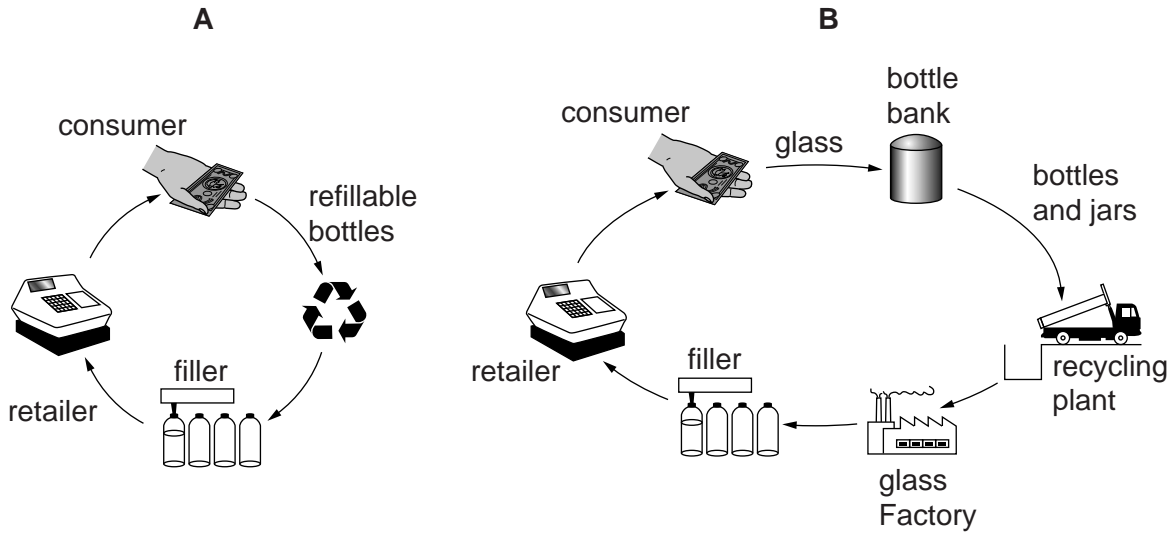 A
consumer
refillable
bottles
filler
retailer
B
consumer
glass
bottle
bank
bottles
and jars
recycling
plant
glass
Factory
filler
retailer